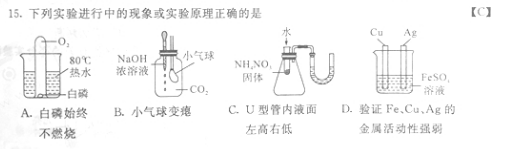 15. 下列实验进行中的现象或实验原理正确的是 【C】
O₂
80℃
热水
白磷
A. 白磷始终
不燃烧
NaOH
浓溶液
小气球
CO₂
B. 小气球变瘪
水
NH₄NO₃
固体
C. U型管内液面
左高右低
Cu Ag
FeSO₄
溶液
D. 验证 Fe、Cu、Ag 的
金属活动性强弱